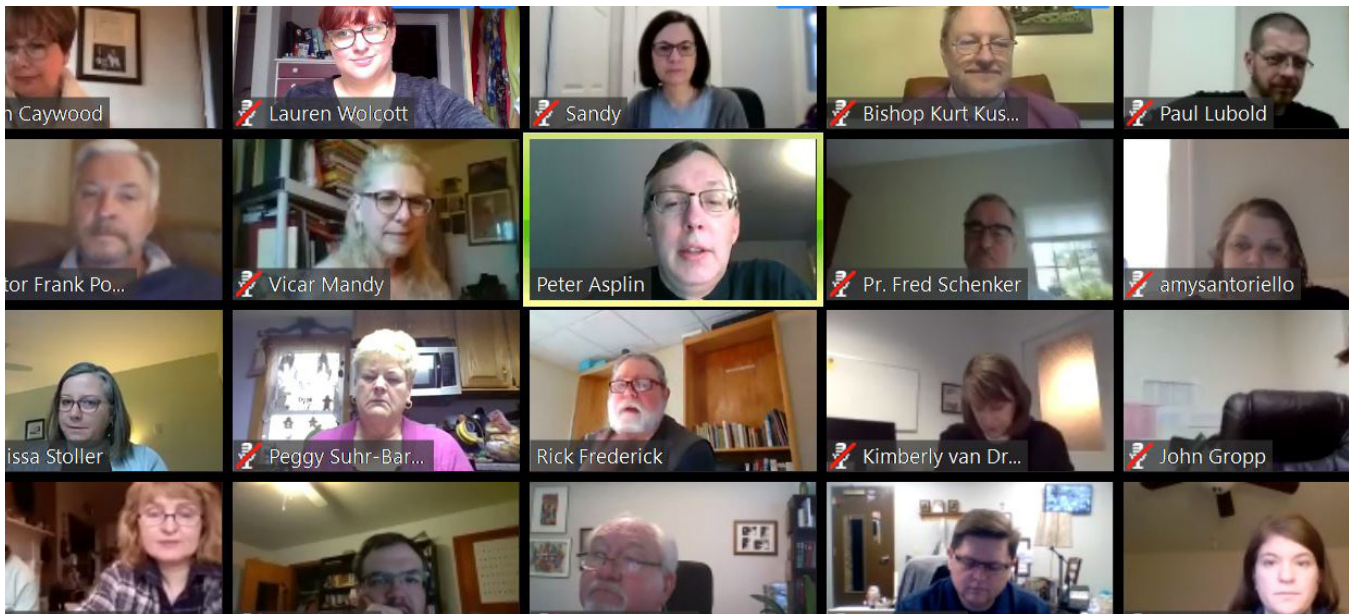 n Caywood
Lauren Wolcott
Sandy
Bishop Kurt Kus...
Paul Lubold
tor Frank Po...
Vicar Mandy
Peter Asplin
Pr. Fred Schenker
amysantoriello
issa Stoller
Peggy Suhr-Bar...
Rick Frederick
Kimberly van Dr...
John Gropp